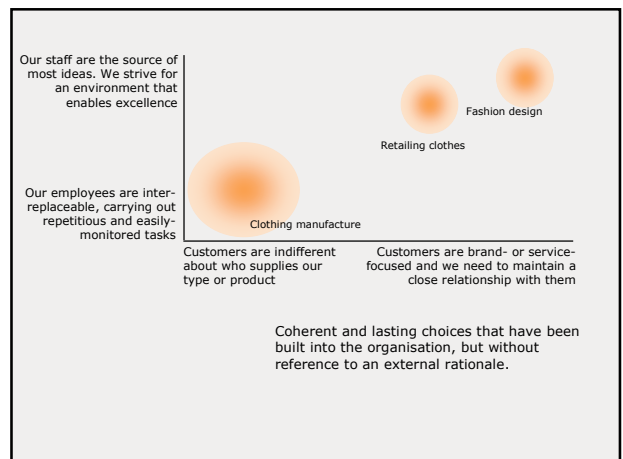 Our staff are the source of
most ideas. We strive for
an environment that
enables excellence
Fashion design
Retailing clothes
Our employees are inter-
replaceable, carrying out
repetitious and easily-
monitored tasks
Clothing manufacture
Customers are indifferent
about who supplies our
type or product
Customers are brand- or service-
focused and we need to maintain a
close relationship with them
Coherent and lasting choices that have been
built into the organisation, but without
reference to an external rationale.